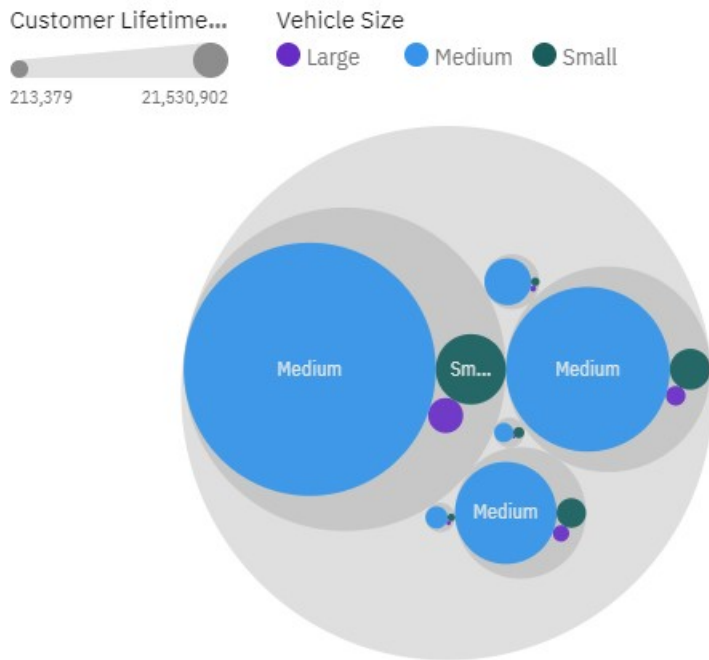 Customer Lifetime...
213,379
21,530,902
Vehicle Size
Large
Medium
Small
Medium
Sm...
Medium
Medium